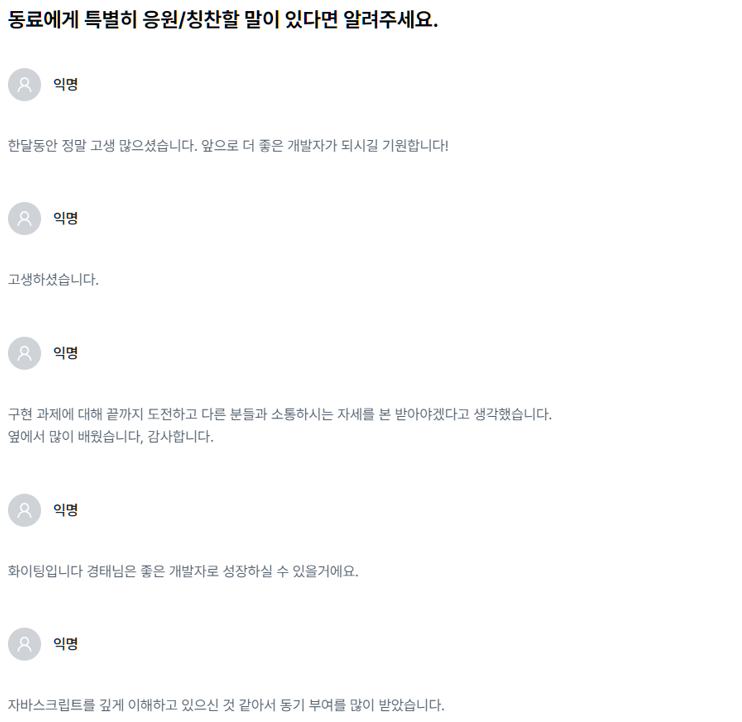 동료에게 특별히 응원/칭찬할 말이 있다면 알려주세요.
익명
한달동안 정말 고생 많으셨습니다. 앞으로 더 좋은 개발자가 되시길 기원합니다!
익명
고생하셨습니다.
익명
구현 과제에 대해 끝까지 도전하고 다른 분들과 소통하시는 자세를 본 받아야겠다고 생각했습니다.
옆에서 많이 배웠습니다, 감사합니다.
익명
화이팅입니다 경태님은 좋은 개발자로 성장하실 수 있을거에요.
익명
자바스크립트를 깊게 이해하고 있으신 것 같아서 동기 부여를 많이 받았습니다.